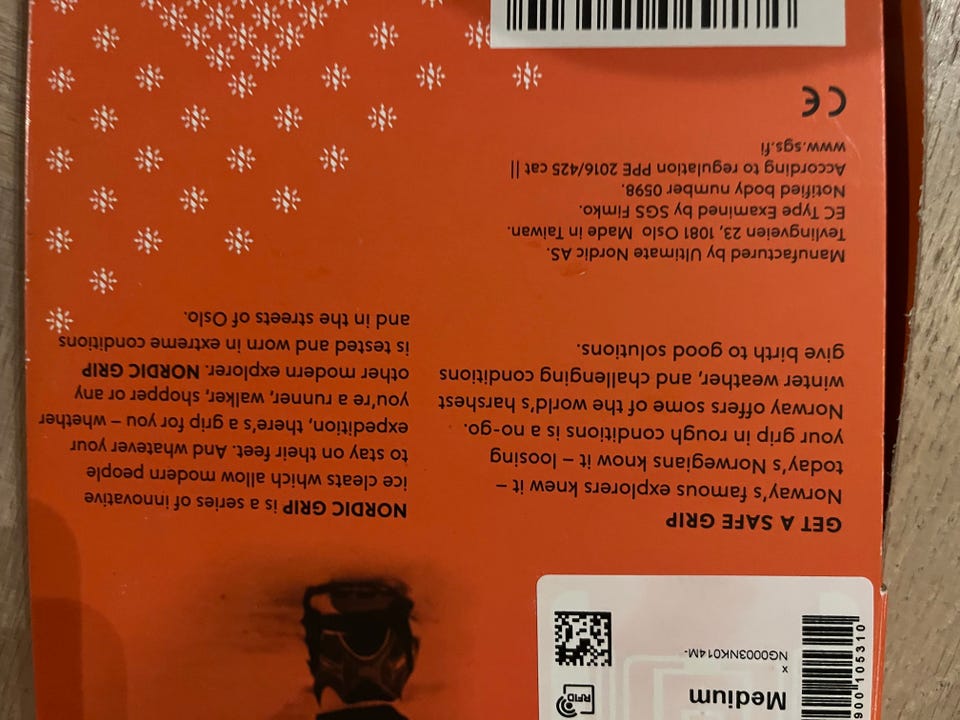 RFID
Medium
x
NG0003NK014M-
900 105310
GET A SAFE GRIP
Norway's famous explorers knew it –
today's Norwegians know it – loosing
your grip in rough conditions is a no-go.
Norway offers some of the world's harshest
winter weather, and challenging conditions
give birth to good solutions.
NORDIC GRIP is a series of innovative
ice cleats which allow modern people
to stay on their feet. And whatever your
expedition, there's a grip for you – whether
you're a runner, walker, shopper or any
other modern explorer. NORDIC GRIP
is tested and worn in extreme conditions
and in the streets of Oslo.
Manufactured by Ultimate Nordic AS.
Tevlingveien 23, 1081 Oslo Made in Taiwan.
EC Type Examined by SGS Fimko.
Notified body number 0598.
According to regulation PPE 2016/425 cat ||
www.sgs.fi
CE